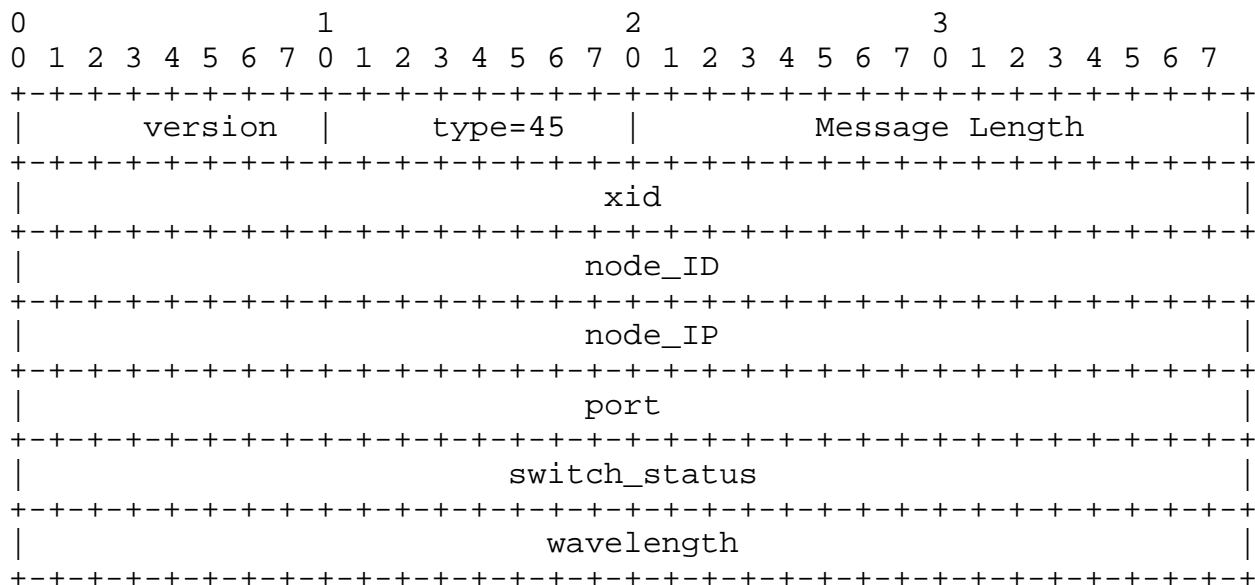 0               1               2               3
0 1 2 3 4 5 6 7 0 1 2 3 4 5 6 7 0 1 2 3 4 5 6 7 0 1 2 3 4 5 6 7
+-+-+-+-+-+-+-+-+-+-+-+-+-+-+-+-+-+-+-+-+-+-+-+-+-+-+-+-+-+-+-+-+
|      version  |     type=45   |         Message Length        |
+-+-+-+-+-+-+-+-+-+-+-+-+-+-+-+-+-+-+-+-+-+-+-+-+-+-+-+-+-+-+-+-+
|                              xid                              |
+-+-+-+-+-+-+-+-+-+-+-+-+-+-+-+-+-+-+-+-+-+-+-+-+-+-+-+-+-+-+-+-+
|                             node_ID
+-+-+-+-+-+-+-+-+-+-+-+-+-+-+-+-+-+-+-+-+-+-+-+-+-+-+-+-+-+-+-+-+
|                             node_IP                           |
+-+-+-+-+-+-+-+-+-+-+-+-+-+-+-+-+-+-+-+-+-+-+-+-+-+-+-+-+-+-+-+-+
|                             port                              |
+-+-+-+-+-+-+-+-+-+-+-+-+-+-+-+-+-+-+-+-+-+-+-+-+-+-+-+-+-+-+-+-+
|                         switch_status                         |
+-+-+-+-+-+-+-+-+-+-+-+-+-+-+-+-+-+-+-+-+-+-+-+-+-+-+-+-+-+-+-+-+
|                           wavelength                          |
+-+-+-+-+-+-+-+-+-+-+-+-+-+-+-+-+-+-+-+-+-+-+-+-+-+-+-+-+-+-+-+-+